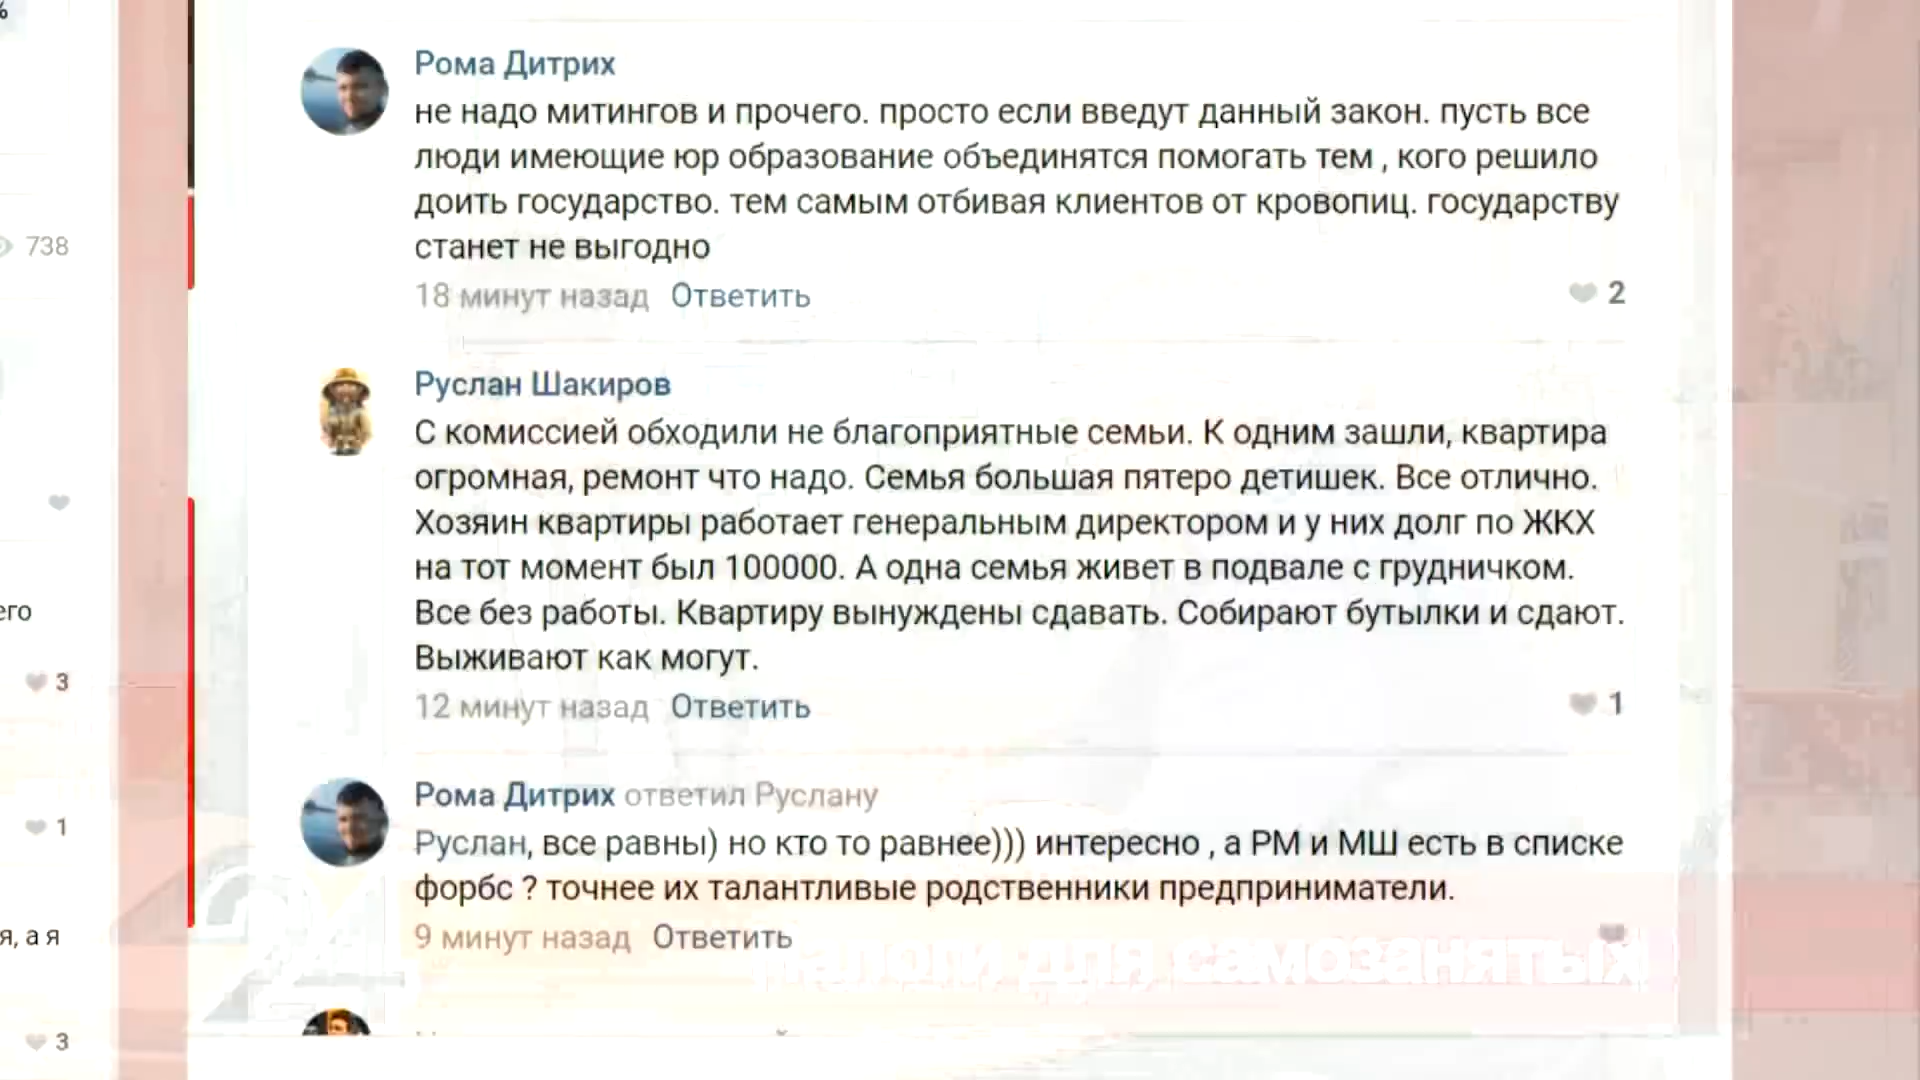 %
738
его
3
1
я, а я
3
Рома Дитрих
не надо митингов и прочего. просто если введут данный закон. пусть все
люди имеющие юр образование объединятся помогать тем , кого решило
доить государство. тем самым отбивая клиентов от кровопиц. государству
станет не выгодно
18 минут назад Ответить 2
Руслан Шакиров
С комиссией обходили не благоприятные семьи. К одним зашли, квартира
огромная, ремонт что надо. Семья большая пятеро детишек. Все отлично.
Хозяин квартиры работает генеральным директором и у них долг по ЖКХ
на тот момент был 100000. А одна семья живет в подвале с грудничком.
Все без работы. Квартиру вынуждены сдавать. Собирают бутылки и сдают.
Выживают как могут.
12 минут назад Ответить 1
Рома Дитрих ответил Руслану
Руслан, все равны) но кто то равнее))) интересно , а РМ и МШ есть в списке
форбс ? точнее их талантливые родственники предприниматели.
9 минут назад Ответить
24
налоги для самозанятых